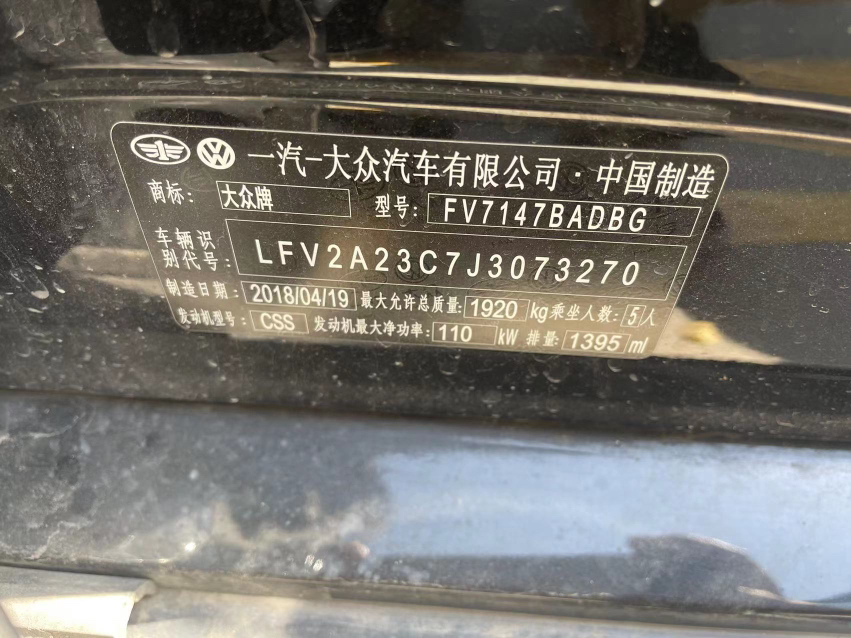 一汽-大众汽车有限公司·中国制造
商标: 大众牌 型号: FV7147BADBG
车辆识别代号: LFV2A23C7J3073270
制造日期: 2018/04/19 最大允许总质量: 1920 kg 乘坐人数: 5 人
发动机型号: CSS 发动机最大净功率: 110 kW 排量: 1395 ml